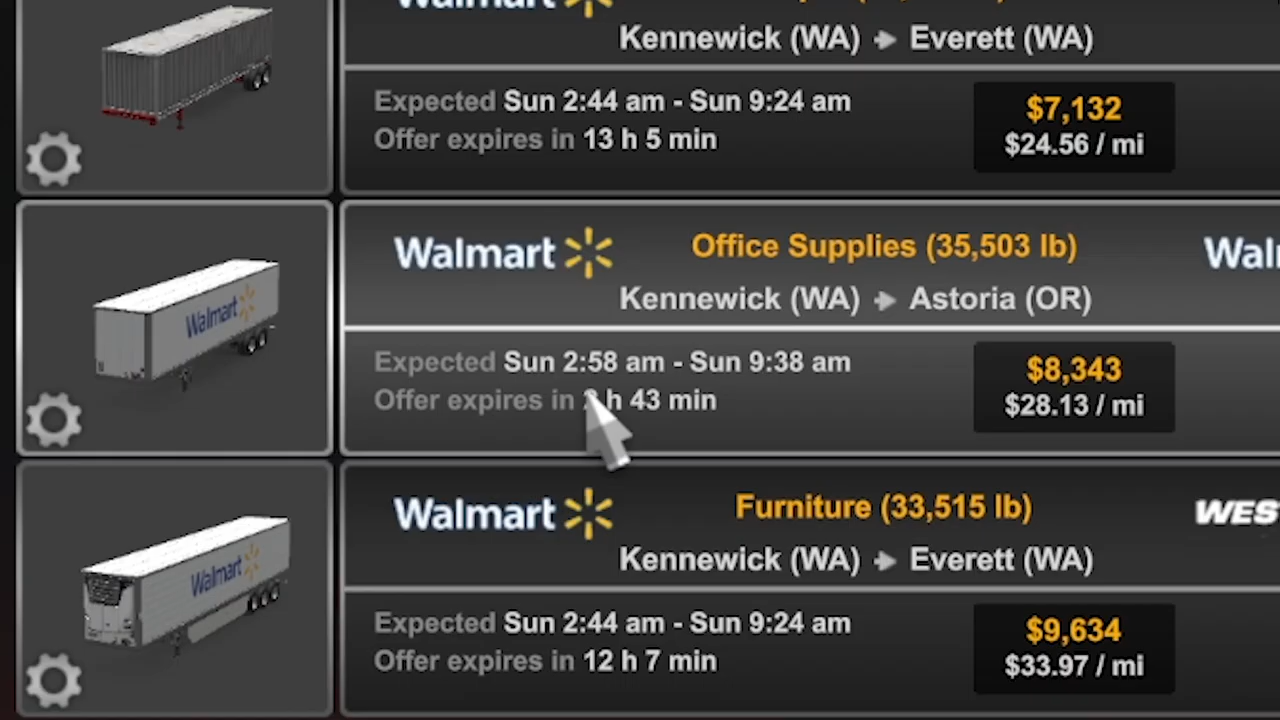 Kennewick (WA) Everett (WA)
Expected Sun 2:44 am - Sun 9:24 am
Offer expires in 13 h 5 min
$7,132
$24.56 / mi
Walmart Office Supplies (35,503 lb)
Kennewick (WA) Astoria (OR)
Expected Sun 2:58 am - Sun 9:38 am
Offer expires in h 43 min
$8,343
$28.13 / mi
Walmart
Walmart Furniture (33,515 lb) WES
Kennewick (WA) Everett (WA)
Expected Sun 2:44 am - Sun 9:24 am
Offer expires in 12 h 7 min
$9,634
$33.97 / mi
Walmart